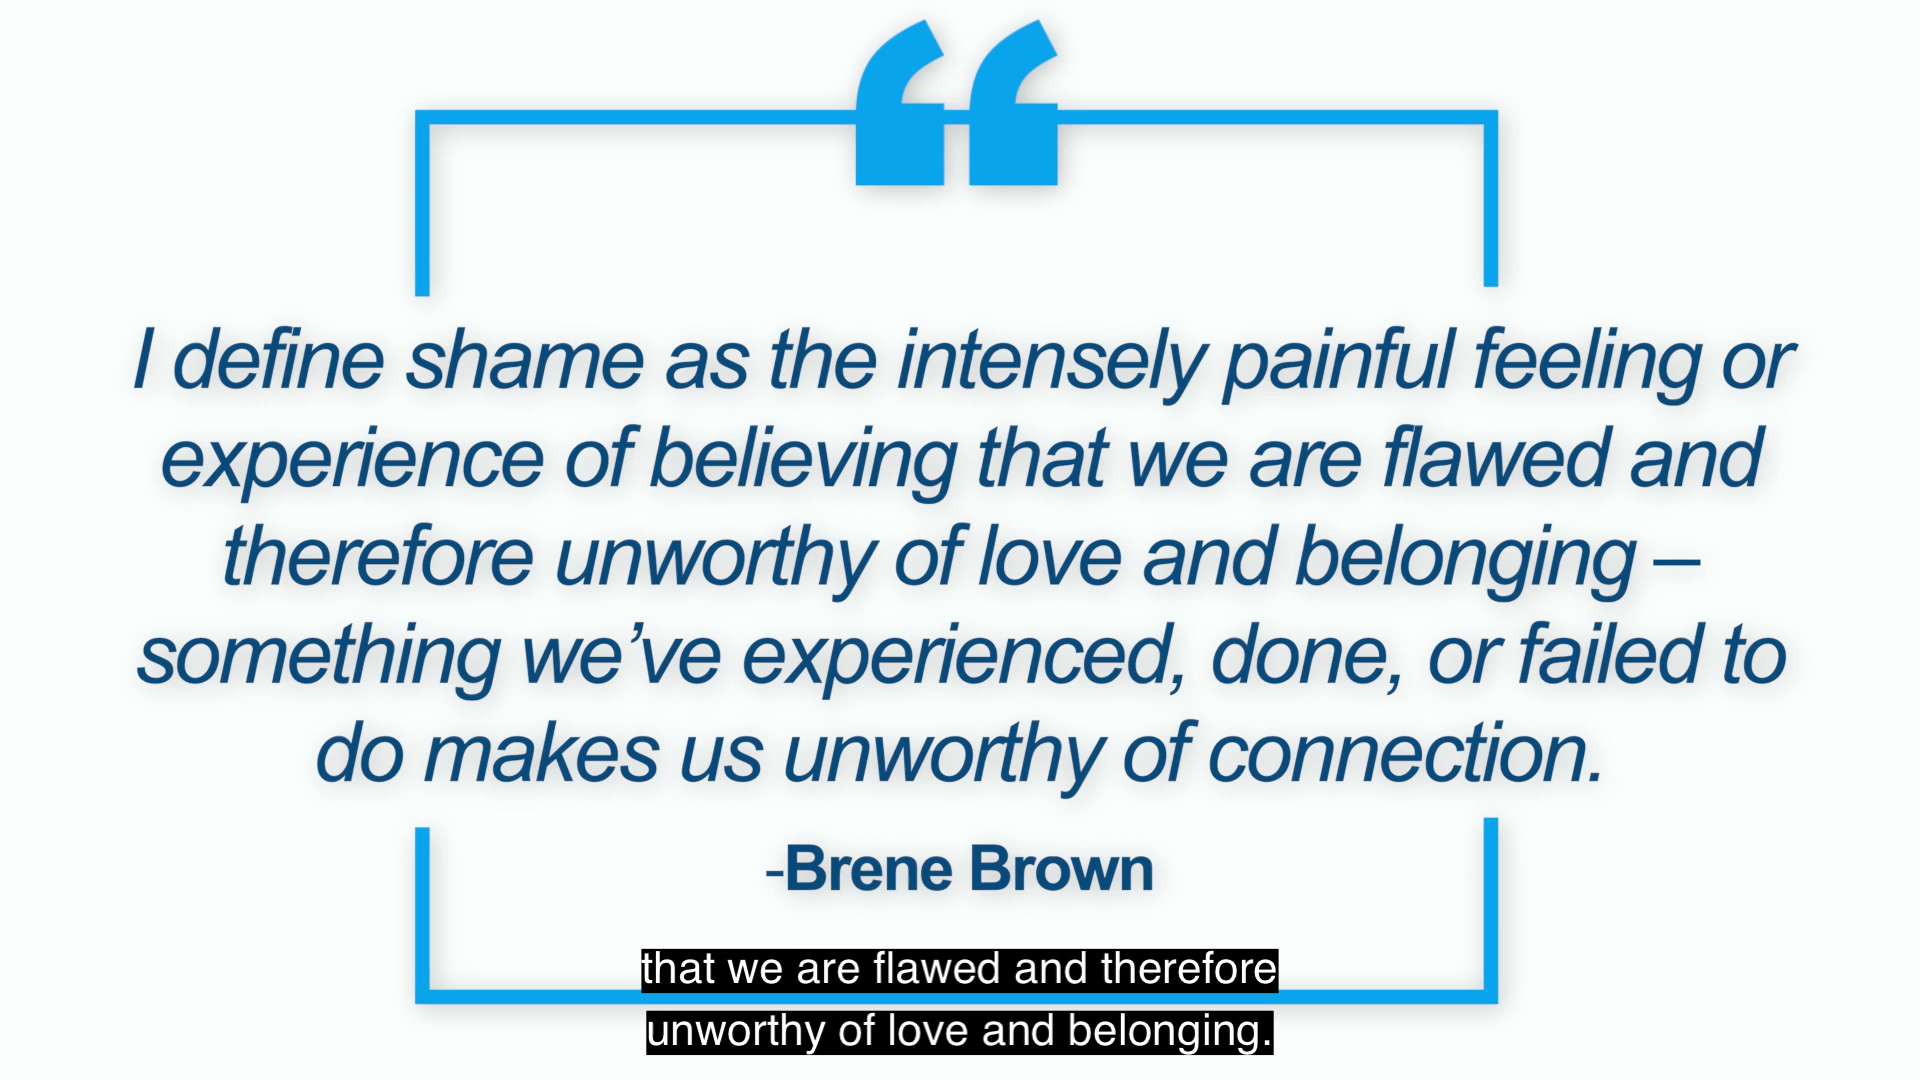 I define shame as the intensely painful feeling or
experience of believing that we are flawed and
therefore unworthy of love and belonging –
something we’ve experienced, done, or failed to
do makes us unworthy of connection.
-Brene Brown
that we are flawed and therefore
unworthy of love and belonging.